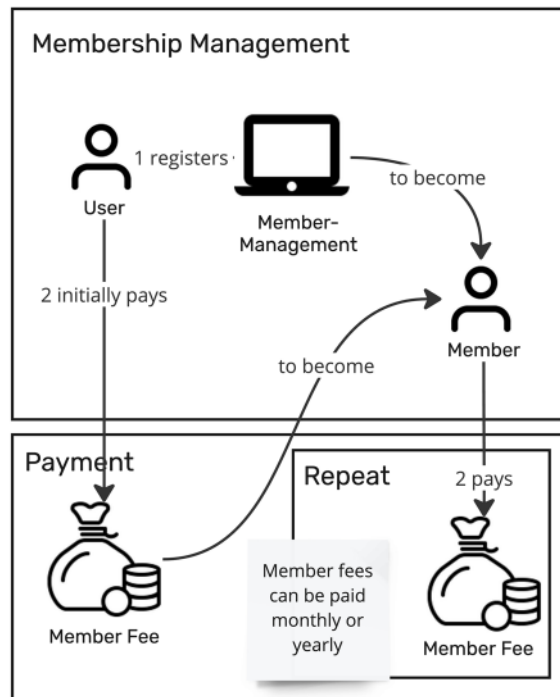 Membership Management
1 registers
to become
User
Member-
Management
2 initially pays
Member
to become
Payment
Repeat
2 pays
Member fees
can be paid
monthly or
yearly
Member Fee
Member Fee